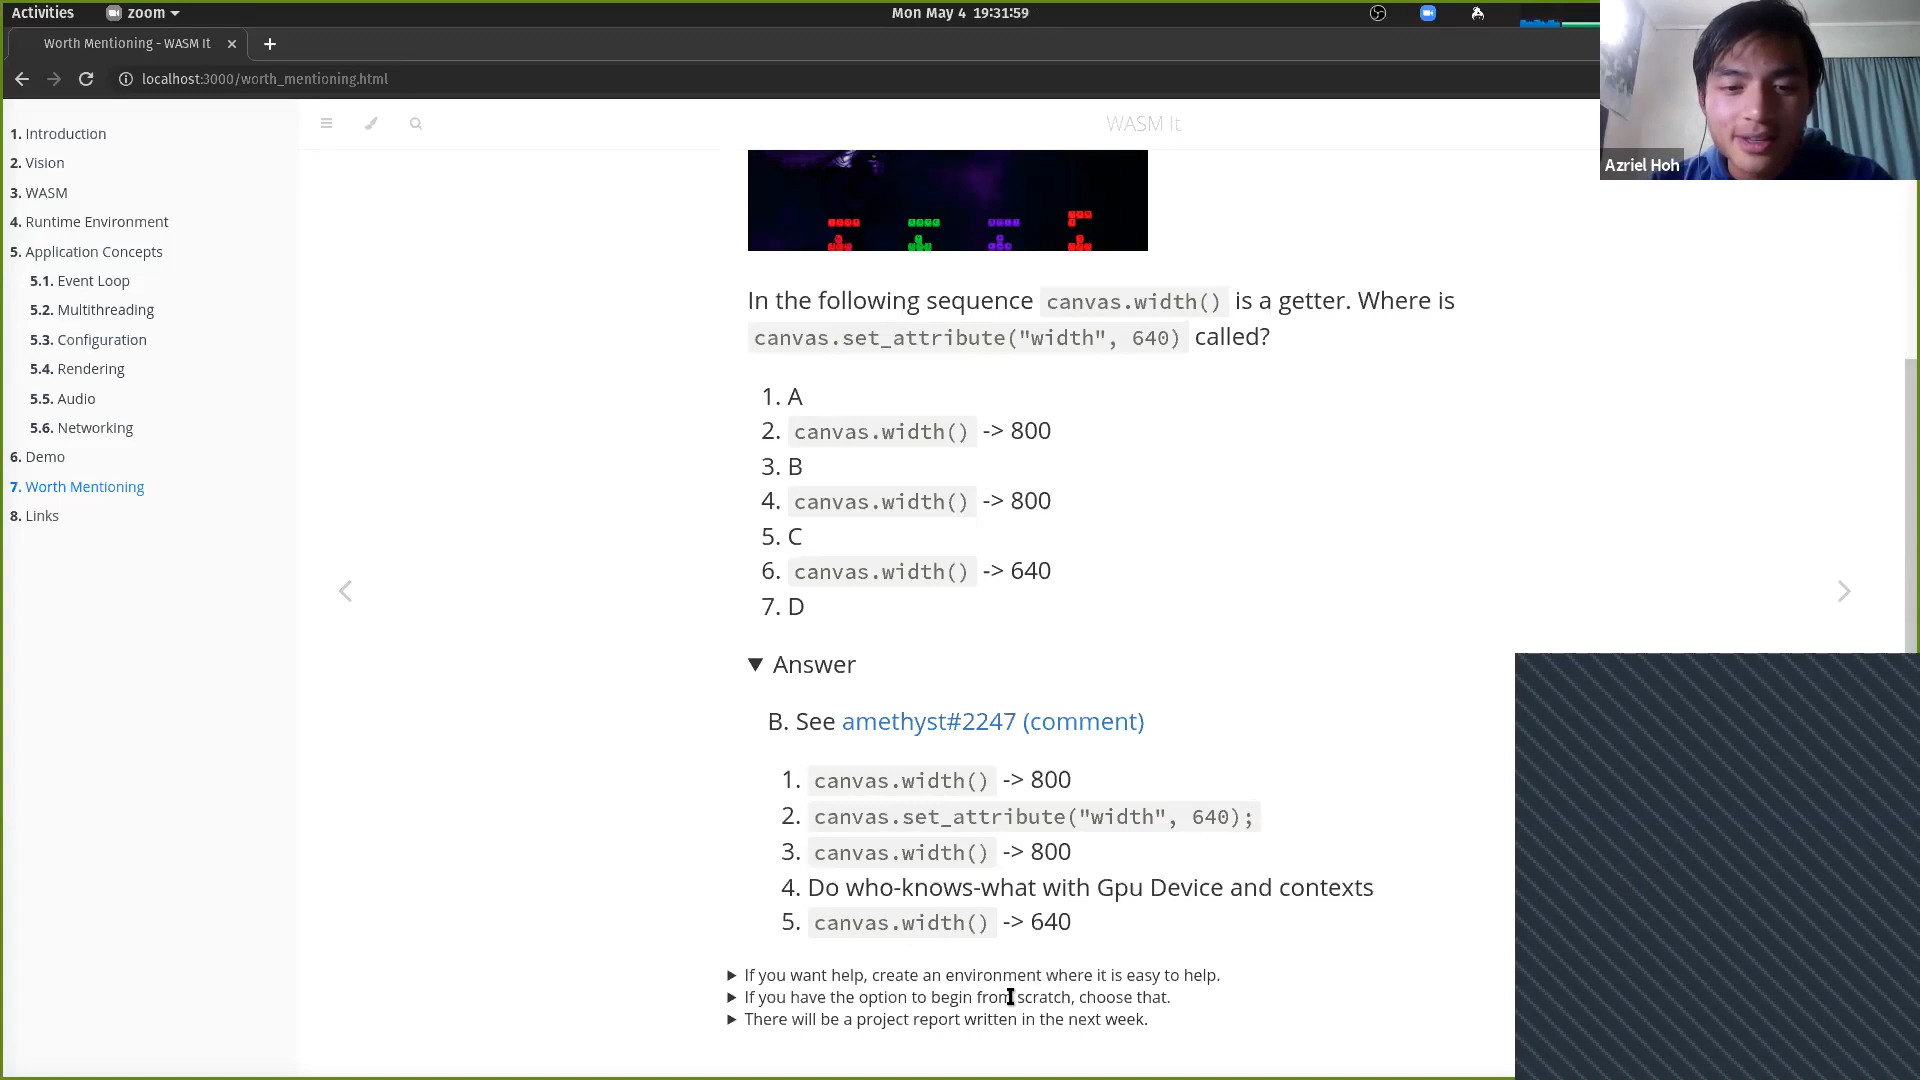 Activities zoom Mon May 4 19:31:59
Worth Mentioning - WASM It
localhost:3000/worth_mentioning.html
Azriel Hoh
1. Introduction
2. Vision
3. WASM
4. Runtime Environment
5. Application Concepts
5.1. Event Loop
5.2. Multithreading
5.3. Configuration
5.4. Rendering
5.5. Audio
5.6. Networking
6. Demo
7. Worth Mentioning
8. Links
WASM It
In the following sequence canvas.width() is a getter. Where is
canvas.set_attribute("width", 640) called?
1. A
2. canvas.width() -> 800
3. B
4. canvas.width() -> 800
5. C
6. canvas.width() -> 640
7. D
Answer
B. See amethyst#2247 (comment)
1. canvas.width() -> 800
2. canvas.set_attribute("width", 640);
3. canvas.width() -> 800
4. Do who-knows-what with Gpu Device and contexts
5. canvas.width() -> 640
If you want help, create an environment where it is easy to help.
If you have the option to begin from scratch, choose that.
There will be a project report written in the next week.